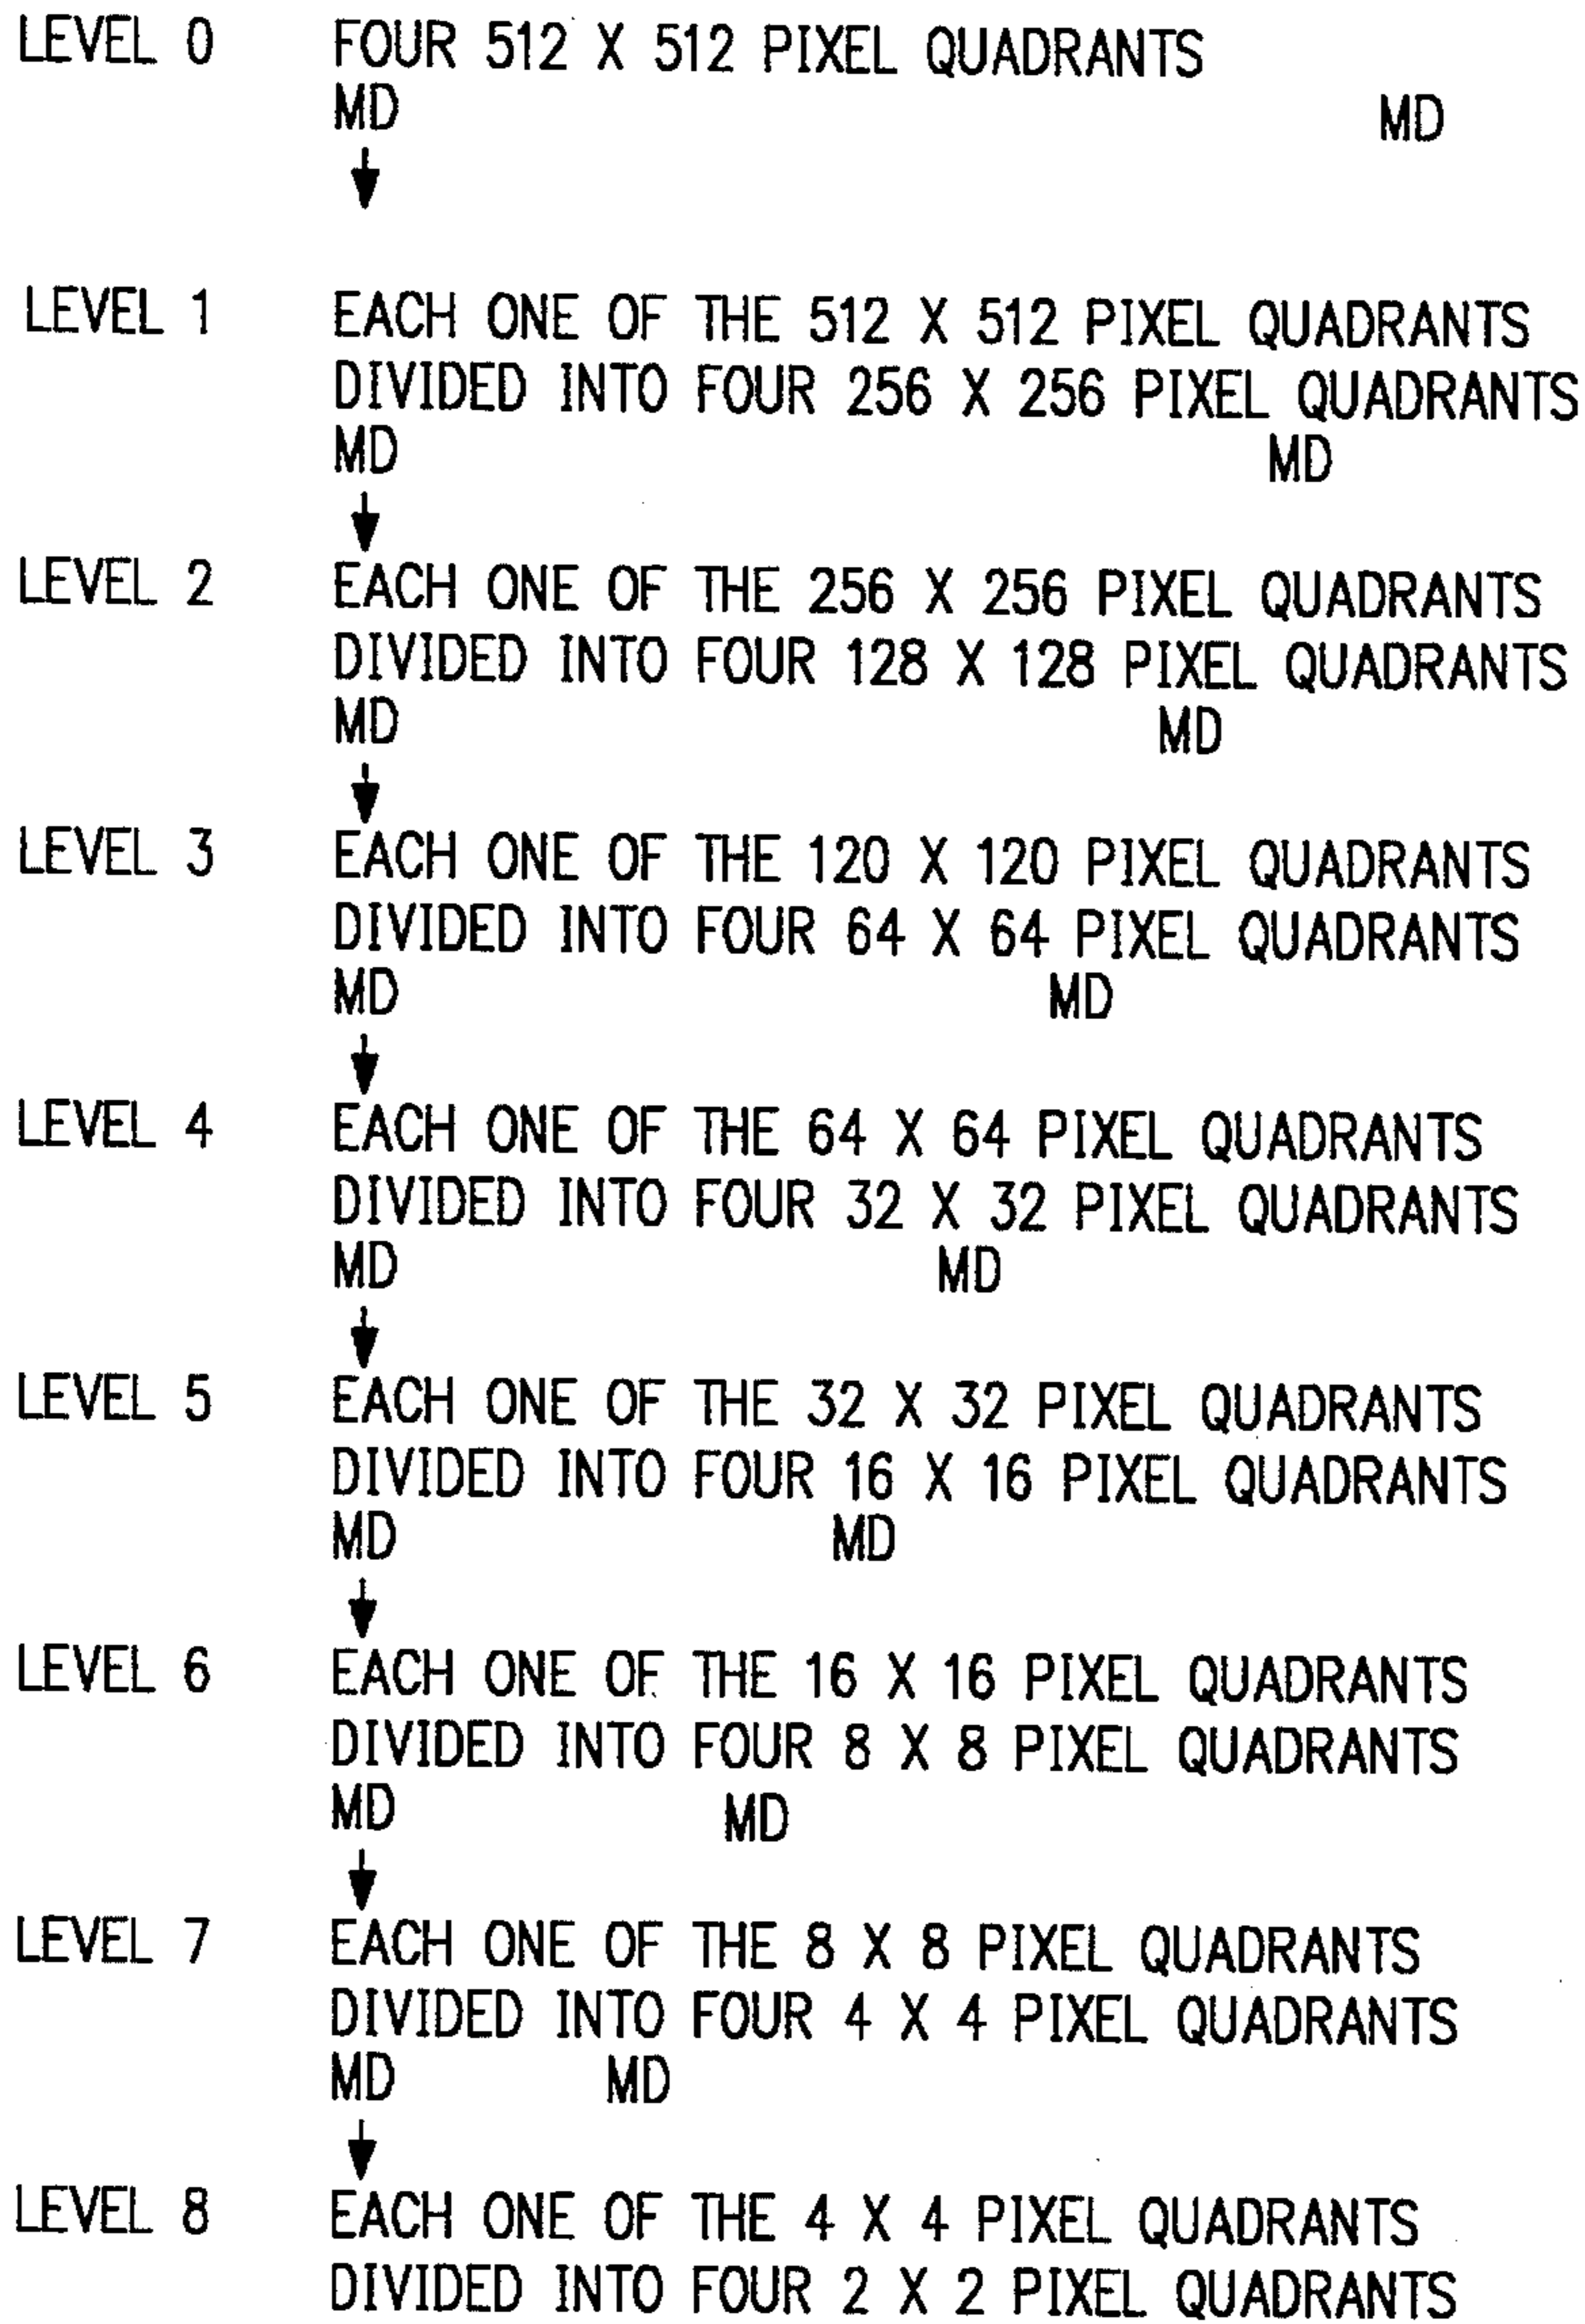 LEVEL 0 FOUR 512 X 512 PIXEL QUADRANTS
MD MD
LEVEL 1 EACH ONE OF THE 512 X 512 PIXEL QUADRANTS
DIVIDED INTO FOUR 256 X 256 PIXEL QUADRANTS
MD MD
LEVEL 2 EACH ONE OF THE 256 X 256 PIXEL QUADRANTS
DIVIDED INTO FOUR 128 X 128 PIXEL QUADRANTS
MD MD
LEVEL 3 EACH ONE OF THE 120 X 120 PIXEL QUADRANTS
DIVIDED INTO FOUR 64 X 64 PIXEL QUADRANTS
MD MD
LEVEL 4 EACH ONE OF THE 64 X 64 PIXEL QUADRANTS
DIVIDED INTO FOUR 32 X 32 PIXEL QUADRANTS
MD MD
LEVEL 5 EACH ONE OF THE 32 X 32 PIXEL QUADRANTS
DIVIDED INTO FOUR 16 X 16 PIXEL QUADRANTS
MD MD
LEVEL 6 EACH ONE OF THE 16 X 16 PIXEL QUADRANTS
DIVIDED INTO FOUR 8 X 8 PIXEL QUADRANTS
MD MD
LEVEL 7 EACH ONE OF THE 8 X 8 PIXEL QUADRANTS
DIVIDED INTO FOUR 4 X 4 PIXEL QUADRANTS
MD MD
LEVEL 8 EACH ONE OF THE 4 X 4 PIXEL QUADRANTS
DIVIDED INTO FOUR 2 X 2 PIXEL QUADRANTS